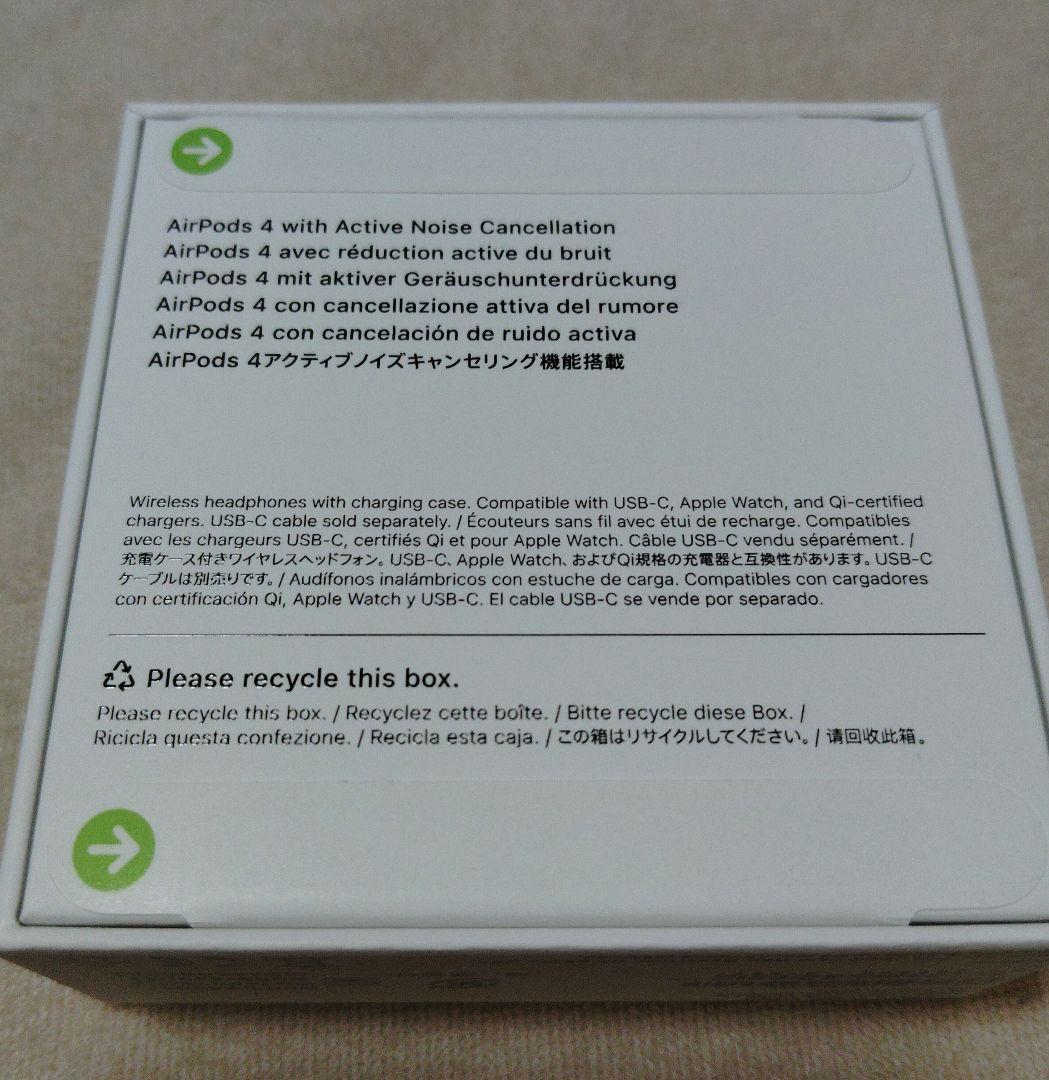 AirPods 4 with Active Noise Cancellation
AirPods 4 avec réduction active du bruit
AirPods 4 mit aktiver Geräuschunterdrückung
AirPods 4 con cancellazione attiva del rumore
AirPods 4 con cancelación de ruido activa
AirPods 4アクティブノイズキャンセリング機能搭載
Wireless headphones with charging case. Compatible with USB-C, Apple Watch, and Qi-certified
chargers. USB-C cable sold separately. / Écouteurs sans fil avec étui de recharge. Compatibles
avec les chargeurs USB-C, certifiés Qi et pour Apple Watch. Câble USB-C vendu séparément. /
充電ケース付きワイヤレスヘッドフォン。USB-C、Apple Watch、およびQi規格の充電器と互換性があります。USB-C
ケーブルは別売りです。/ Audífonos inalámbricos con estuche de carga. Compatibles con cargadores
con certificación Qi, Apple Watch y USB-C. El cable USB-C se vende por separado.
Please recycle this box.
Please recycle this box. / Recyclez cette boîte. / Bitte recycle diese Box. /
Ricicla questa confezione. / Recicla esta caja. / この箱はリサイクルしてください。/ 请回收此箱。